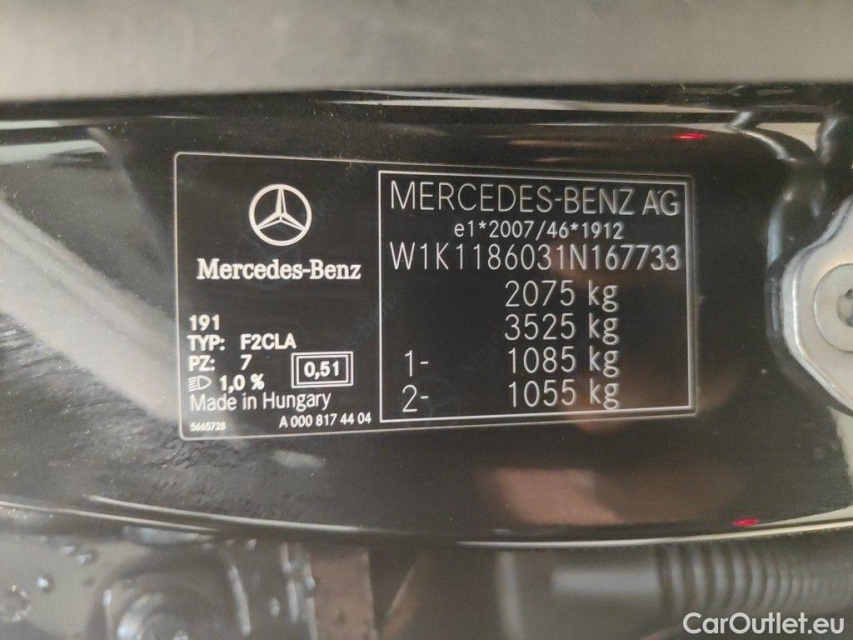 Mercedes-Benz
191
TYP: F2CLA
PZ: 7
0,51
1,0 %
Made in Hungary
5665728
A 000 817 44 04
MERCEDES-BENZ AG
e1*2007/46*1912
W1K1186031N167733
2075 kg
3525 kg
1- 1085 kg
2- 1055 kg
CarOutlet.eu